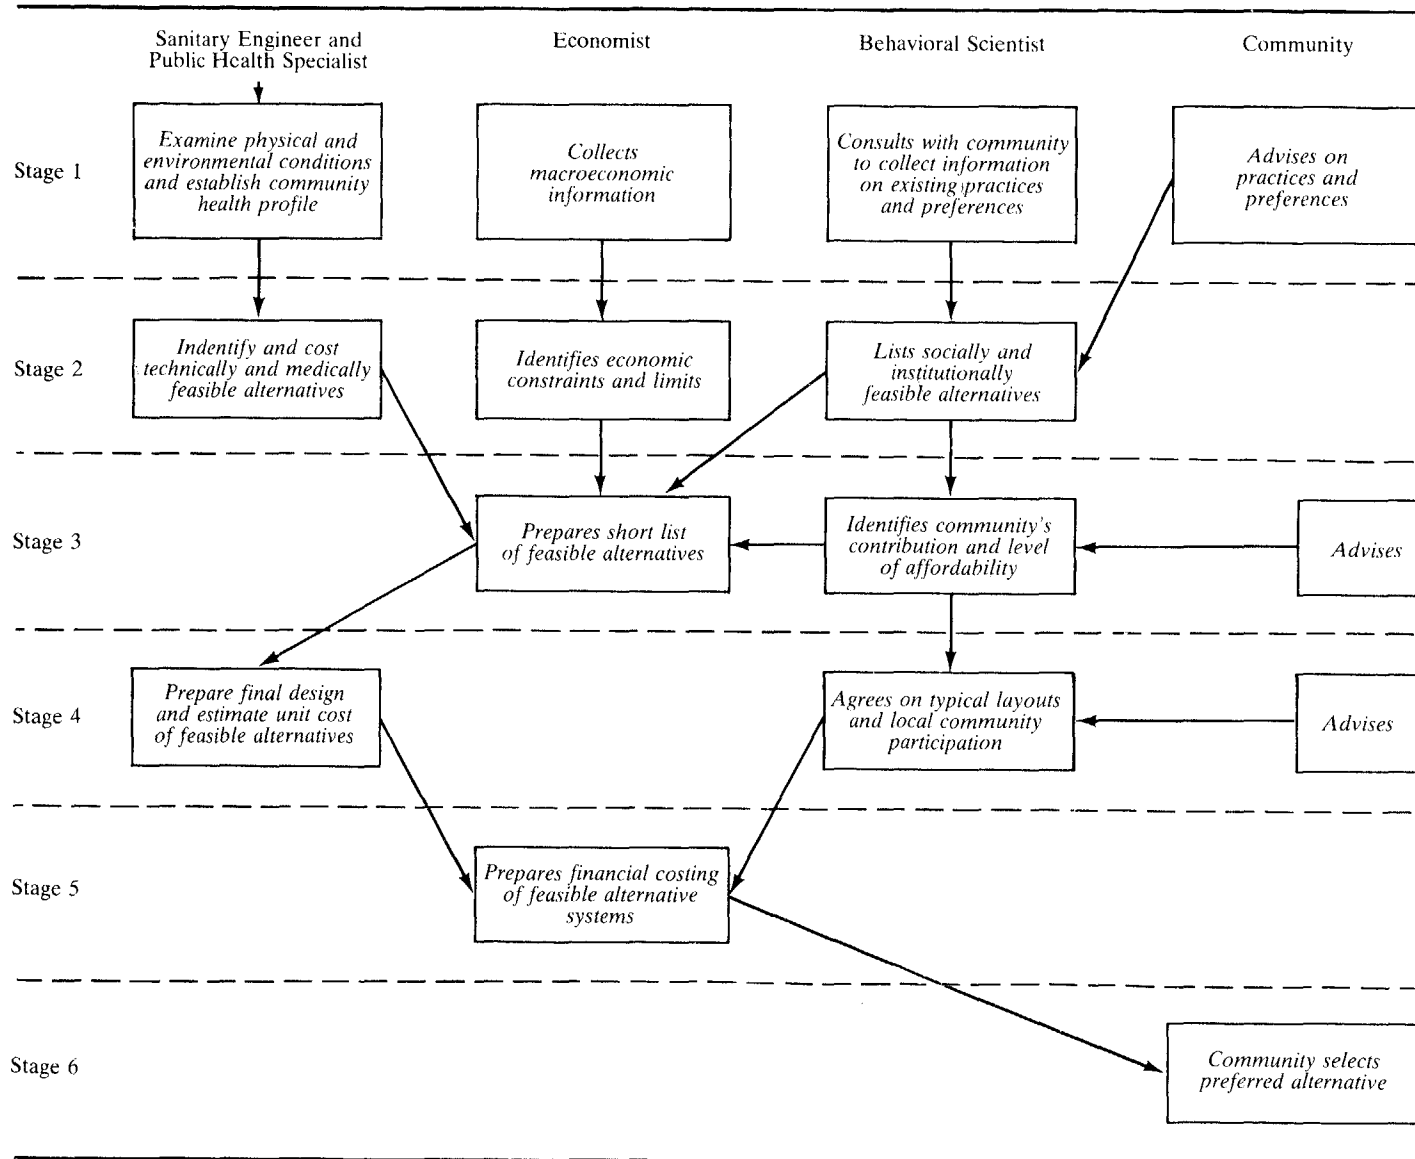 Sanitary Engineer and
Public Health Specialist
Economist
Behavioral Scientist
Community
Stage 1
Examine physical and
environmental conditions
and establish community
health profile
Collects
macroeconomic
information
Consults with community
to collect information
on existing practices
and preferences
Advises on
practices and
preferences
Stage 2
Indentify and cost
technically and medically
feasible alternatives
Identifies economic
constraints and limits
Lists socially and
institutionally
feasible alternatives
Stage 3
Prepares short list
of feasible alternatives
Identifies community's
contribution and level
of affordability
Advises
Stage 4
Prepare final design
and estimate unit cost
of feasible alternatives
Agrees on typical layouts
and local community
participation
Advises
Stage 5
Prepares financial costing
of feasible alternative
systems
Stage 6
Community selects
preferred alternative